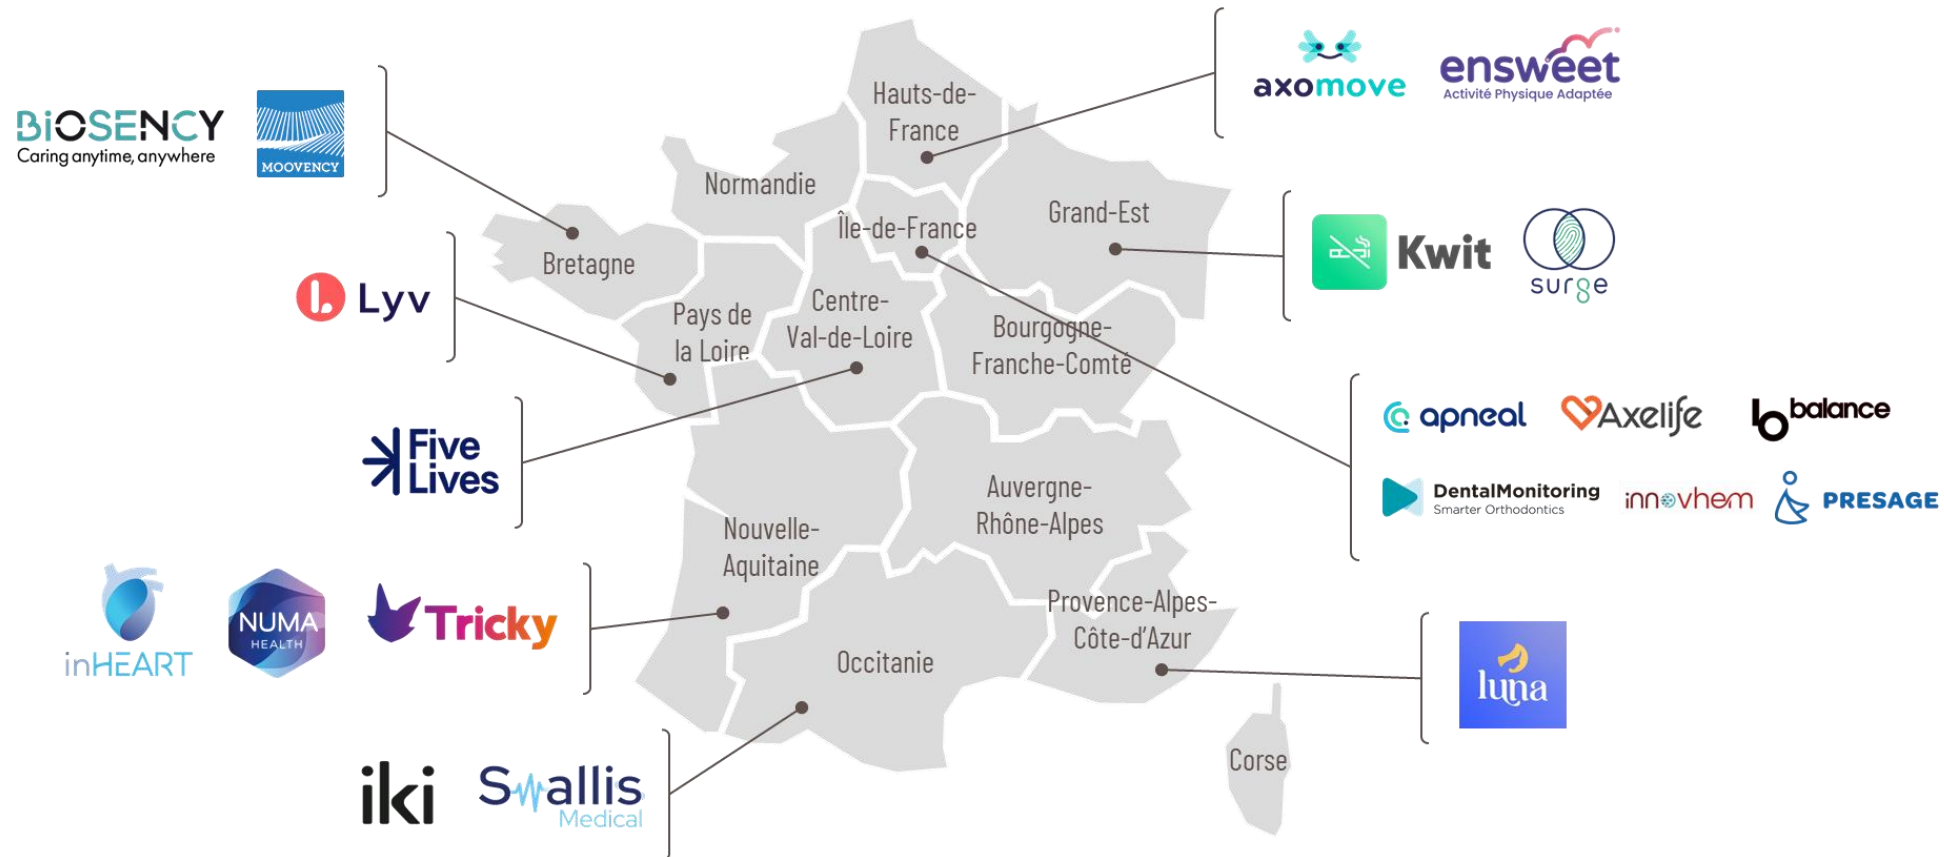 Hauts-de-
France
axomove
ensweet
Activité Physique Adaptée
BiOSENCY
Caring anytime, anywhere
MOOVENCY
Normandie
Île-de-France
Grand-Est
Kwit
surge
Bretagne
Lyv
Pays de
la Loire
Centre-
Val-de-Loire
Bourgogne-
Franche-Comté
Five
Lives
apneal
Axelife
balance
DentalMonitoring
Smarter Orthodontics
innovhem
PRESAGE
Auvergne-
Rhône-Alpes
Nouvelle-
Aquitaine
inHEART
NUMA
HEALTH
Tricky
Provence-Alpes-
Côte-d'Azur
Occitanie
luna
iki
Swallis
Medical
Corse